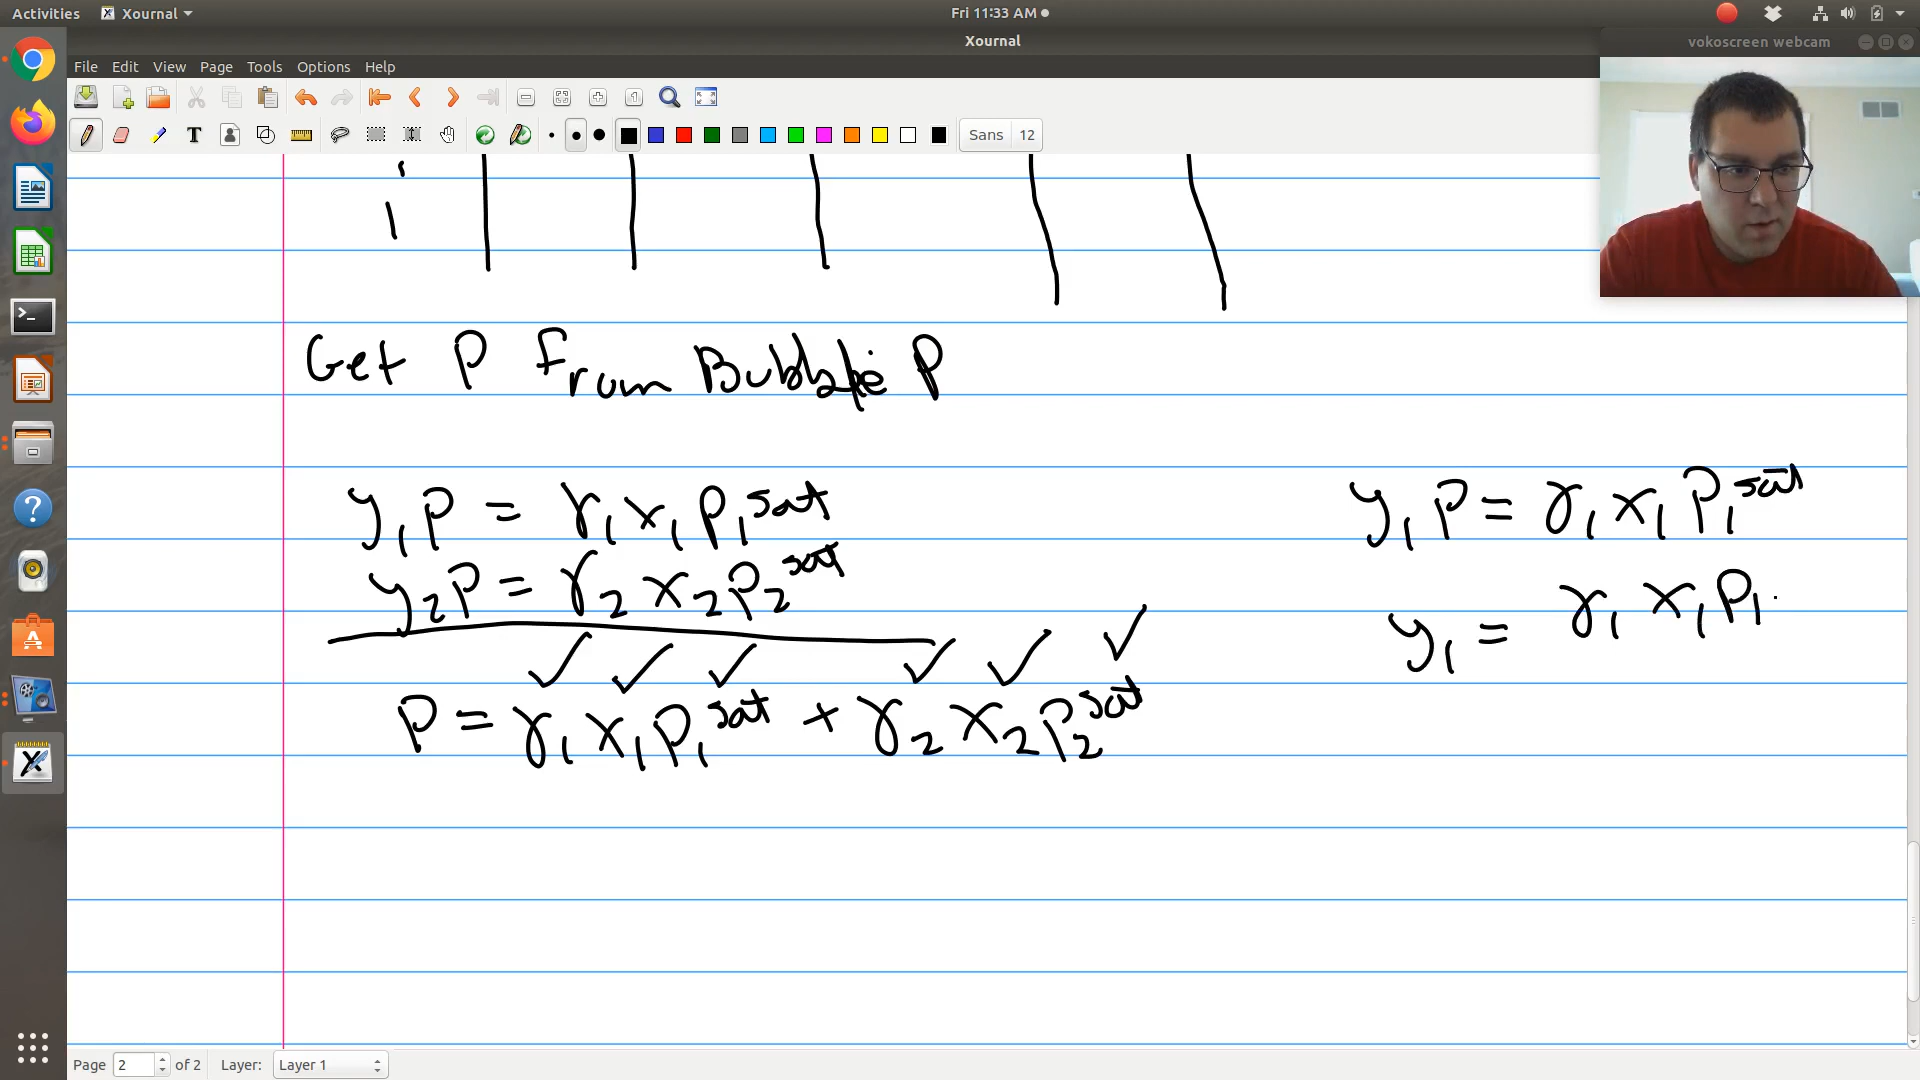 Activities Xournal Fri 11:33 AM
Xournal
vokoscreen webcam
File Edit View Page Tools Options Help
Sans 12
Get P from Bubble P
y₁P = γ₁x₁P₁ˢᵃᵗ
y₂P = γ₂x₂P₂ˢᵃᵗ
✓ ✓ ✓ ✓ ✓ ✓
P = γ₁x₁P₁ˢᵃᵗ + γ₂x₂P₂ˢᵃᵗ
y₁P = γ₁x₁P₁ˢᵃᵗ
y₁ = γ₁x₁P₁
Page 2 of 2 Layer: Layer 1